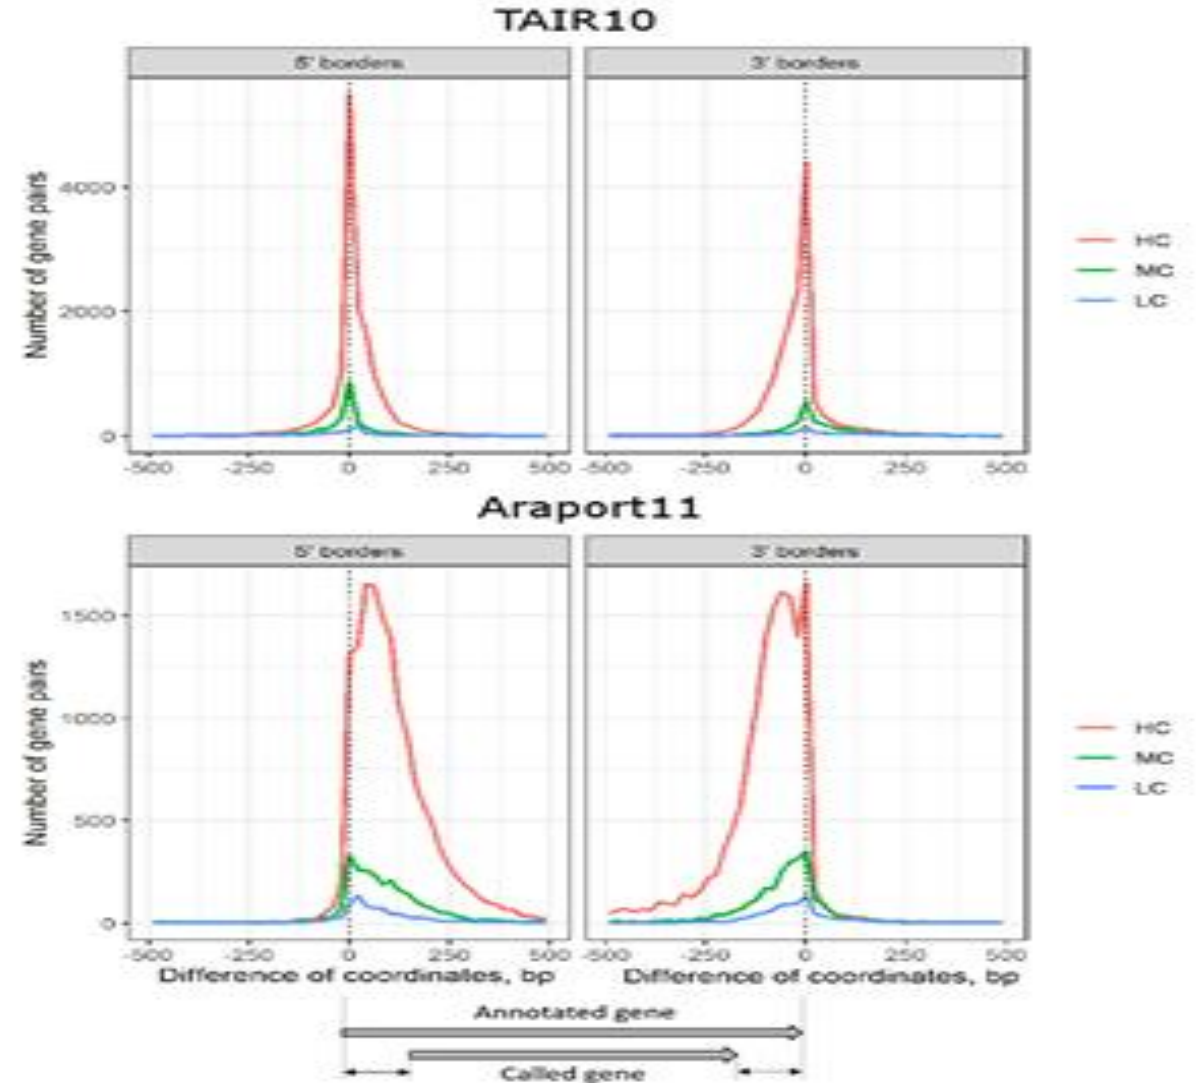 TAIR10
5' borders 3' borders
Number of gene pairs
4000
2000
0
-500 -250 0 250 500 -500 -250 0 250 500
HC
MC
LC
Araport11
5' borders 3' borders
Number of gene pairs
1500
1000
500
0
-500 -250 0 250 500 -500 -250 0 250 500
HC
MC
LC
Difference of coordinates, bp Difference of coordinates, bp
Annotated gene
Called gene